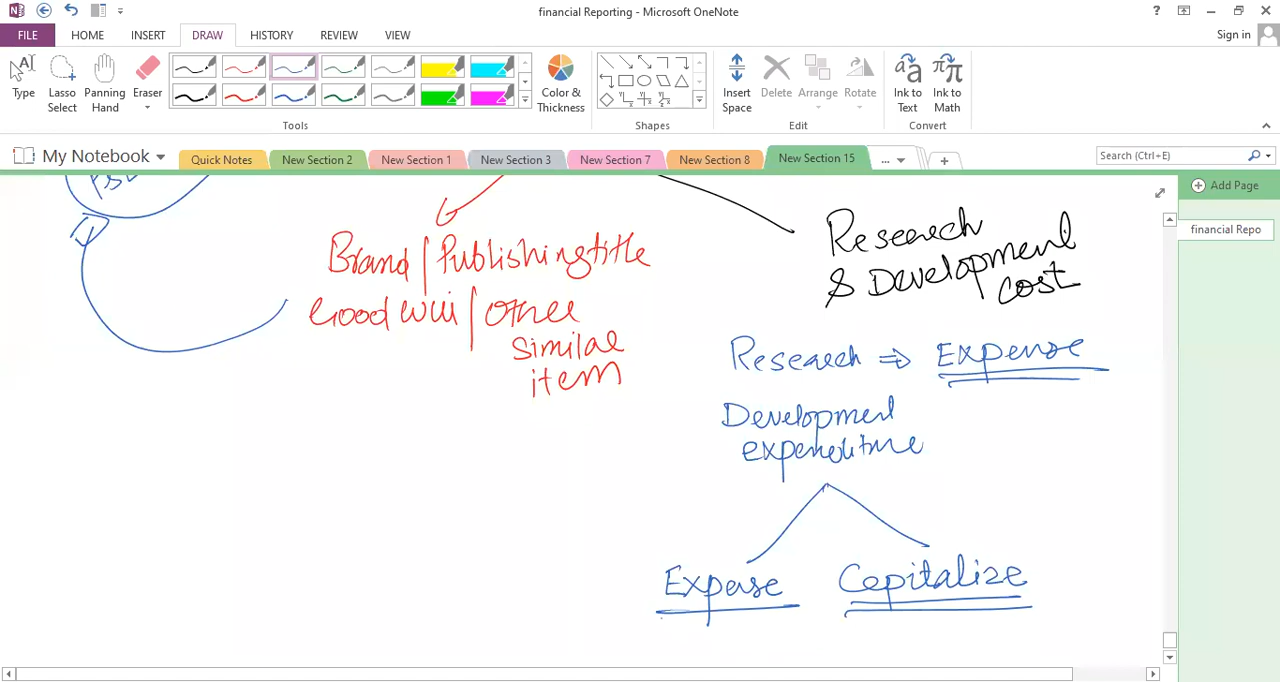 financial Reporting - Microsoft OneNote
Sign in
FILE HOME INSERT DRAW HISTORY REVIEW VIEW
Type
Lasso Select
Panning Hand
Eraser
Color & Thickness
Insert Space
Delete
Arrange
Rotate
Ink to Text
Ink to Math
Tools
Shapes
Edit
Convert
My Notebook
Quick Notes
New Section 2
New Section 1
New Section 3
New Section 7
New Section 8
New Section 15
...
Search (Ctrl+E)
Add Page
financial Repo
Brand | Publishing title
Good will | Other
Similar
item
Research
& Development
cost
Research ⇒ Expense
Development
expenditure
Expense Capitalize